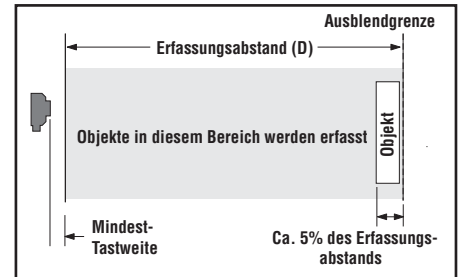 Ausblendgrenze
Erfassungsabstand (D)
Objekte in diesem Bereich werden erfasst
Objekt
Mindest-
Tastweite
Ca. 5% des Erfassungs-
abstands